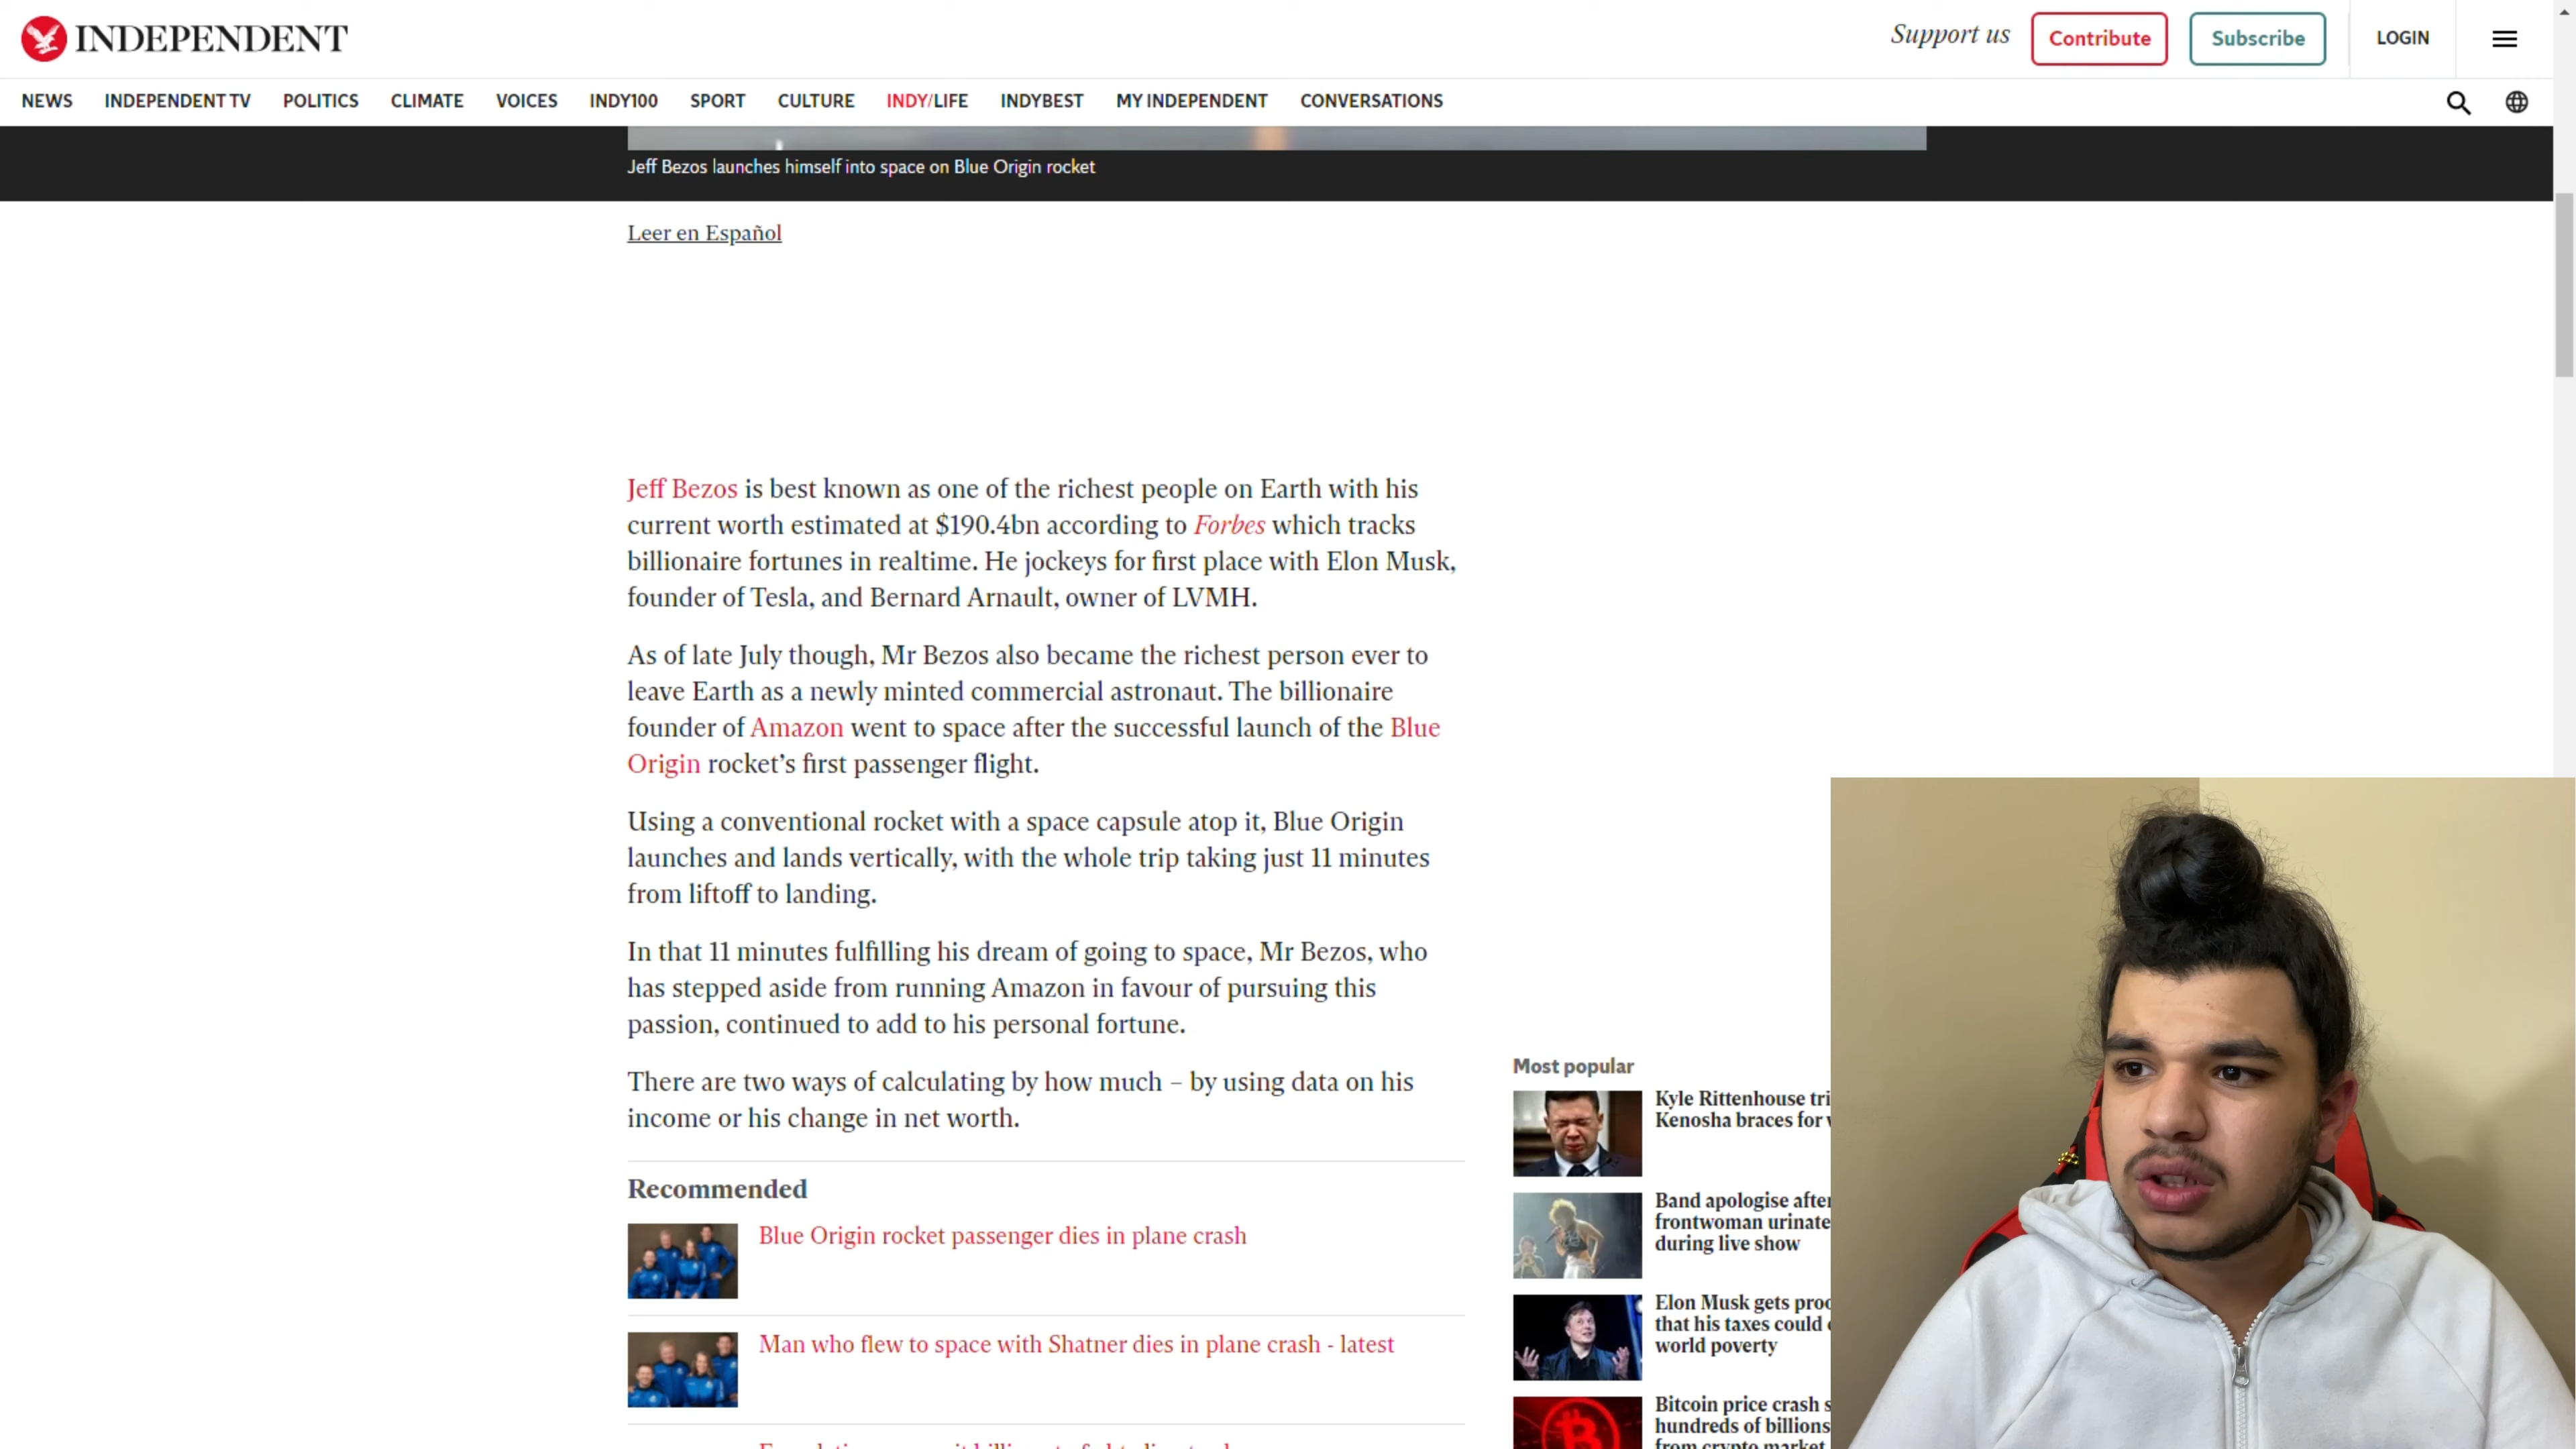 INDEPENDENT
Support us
Contribute
Subscribe
LOGIN
NEWS
INDEPENDENT TV
POLITICS
CLIMATE
VOICES
INDY100
SPORT
CULTURE
INDY/LIFE
INDYBEST
MY INDEPENDENT
CONVERSATIONS
Jeff Bezos launches himself into space on Blue Origin rocket
Leer en Español
Jeff Bezos is best known as one of the richest people on Earth with his
current worth estimated at $190.4bn according to Forbes which tracks
billionaire fortunes in realtime. He jockeys for first place with Elon Musk,
founder of Tesla, and Bernard Arnault, owner of LVMH.
As of late July though, Mr Bezos also became the richest person ever to
leave Earth as a newly minted commercial astronaut. The billionaire
founder of Amazon went to space after the successful launch of the Blue
Origin rocket’s first passenger flight.
Using a conventional rocket with a space capsule atop it, Blue Origin
launches and lands vertically, with the whole trip taking just 11 minutes
from liftoff to landing.
In that 11 minutes fulfilling his dream of going to space, Mr Bezos, who
has stepped aside from running Amazon in favour of pursuing this
passion, continued to add to his personal fortune.
There are two ways of calculating by how much – by using data on his
income or his change in net worth.
Recommended
Blue Origin rocket passenger dies in plane crash
Man who flew to space with Shatner dies in plane crash - latest
Most popular
Kyle Rittenhouse
Kenosha braces for
Band apologise after
frontwoman
during live show
Elon Musk gets
that his taxes could
world poverty
Bitcoin price crash
hundreds of billions
from crypto market